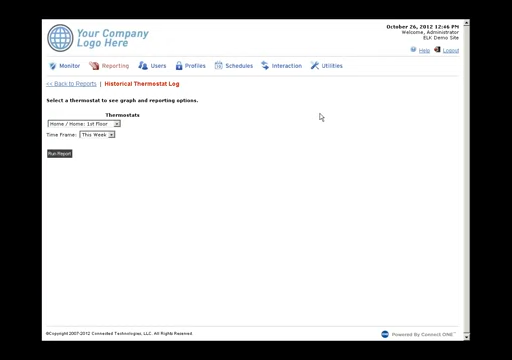 Your Company
Logo Here
October 26, 2012 12:46 PM
Welcome, Administrator
ELK Demo Site
Help Logout
Monitor Reporting Users Profiles Schedules Interaction Utilities
<< Back to Reports | Historical Thermostat Log
Select a thermostat to see graph and reporting options.
Thermostats
Home / Home: 1st Floor
Time Frame: This Week
Run Report
©Copyright 2007-2012 Connected Technologies, LLC. All Rights Reserved.
Powered By Connect ONE